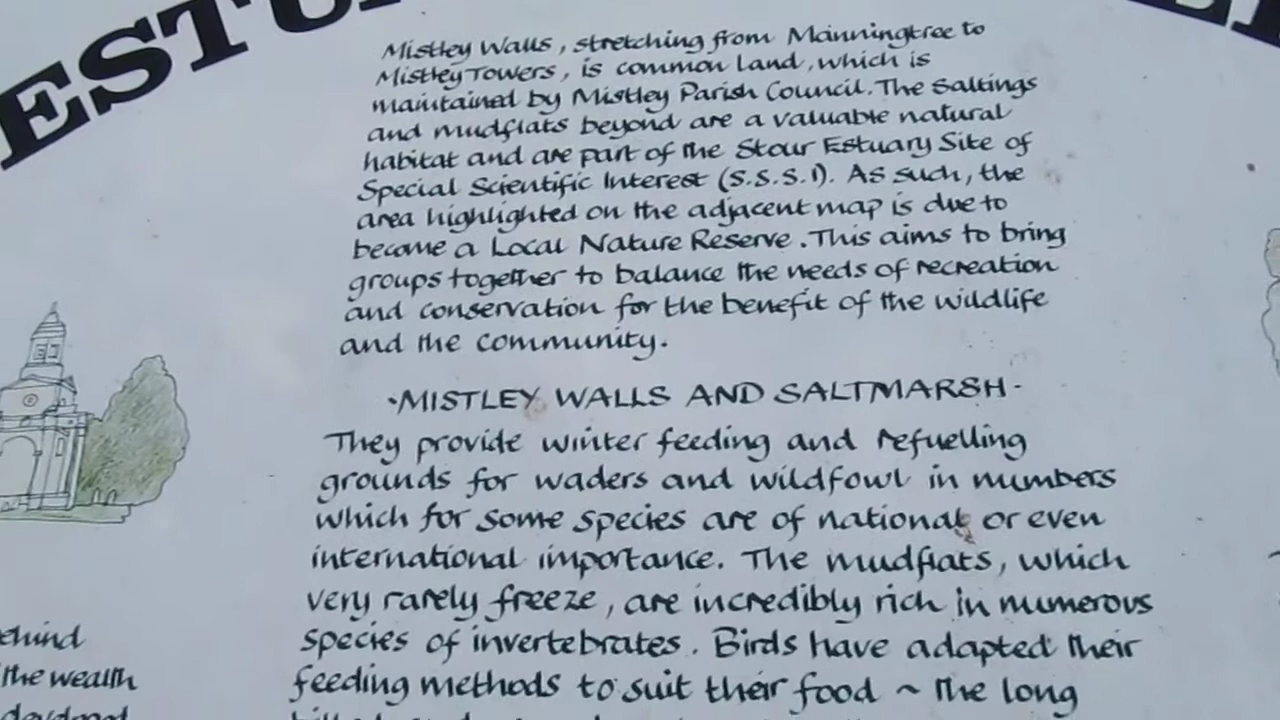 Mistley Walls, stretching from Manningtree to
Mistley Towers, is common land, which is
maintained by Mistley Parish Council. The Saltings
and mudflats beyond are a valuable natural
habitat and are part of the Stour Estuary Site of
Special Scientific Interest (S.S.S.I). As such, the
area highlighted on the adjacent map is due to
become a Local Nature Reserve. This aims to bring
groups together to balance the needs of recreation
and conservation for the benefit of the wildlife
and the community.
·MISTLEY WALLS AND SALTMARSH·
They provide winter feeding and refuelling
grounds for waders and wildfowl in numbers
which for some species are of national or even
international importance. The mudflats, which
very rarely freeze, are incredibly rich in numerous
species of invertebrates. Birds have adapted their
feeding methods to suit their food ~ the long
the wealth